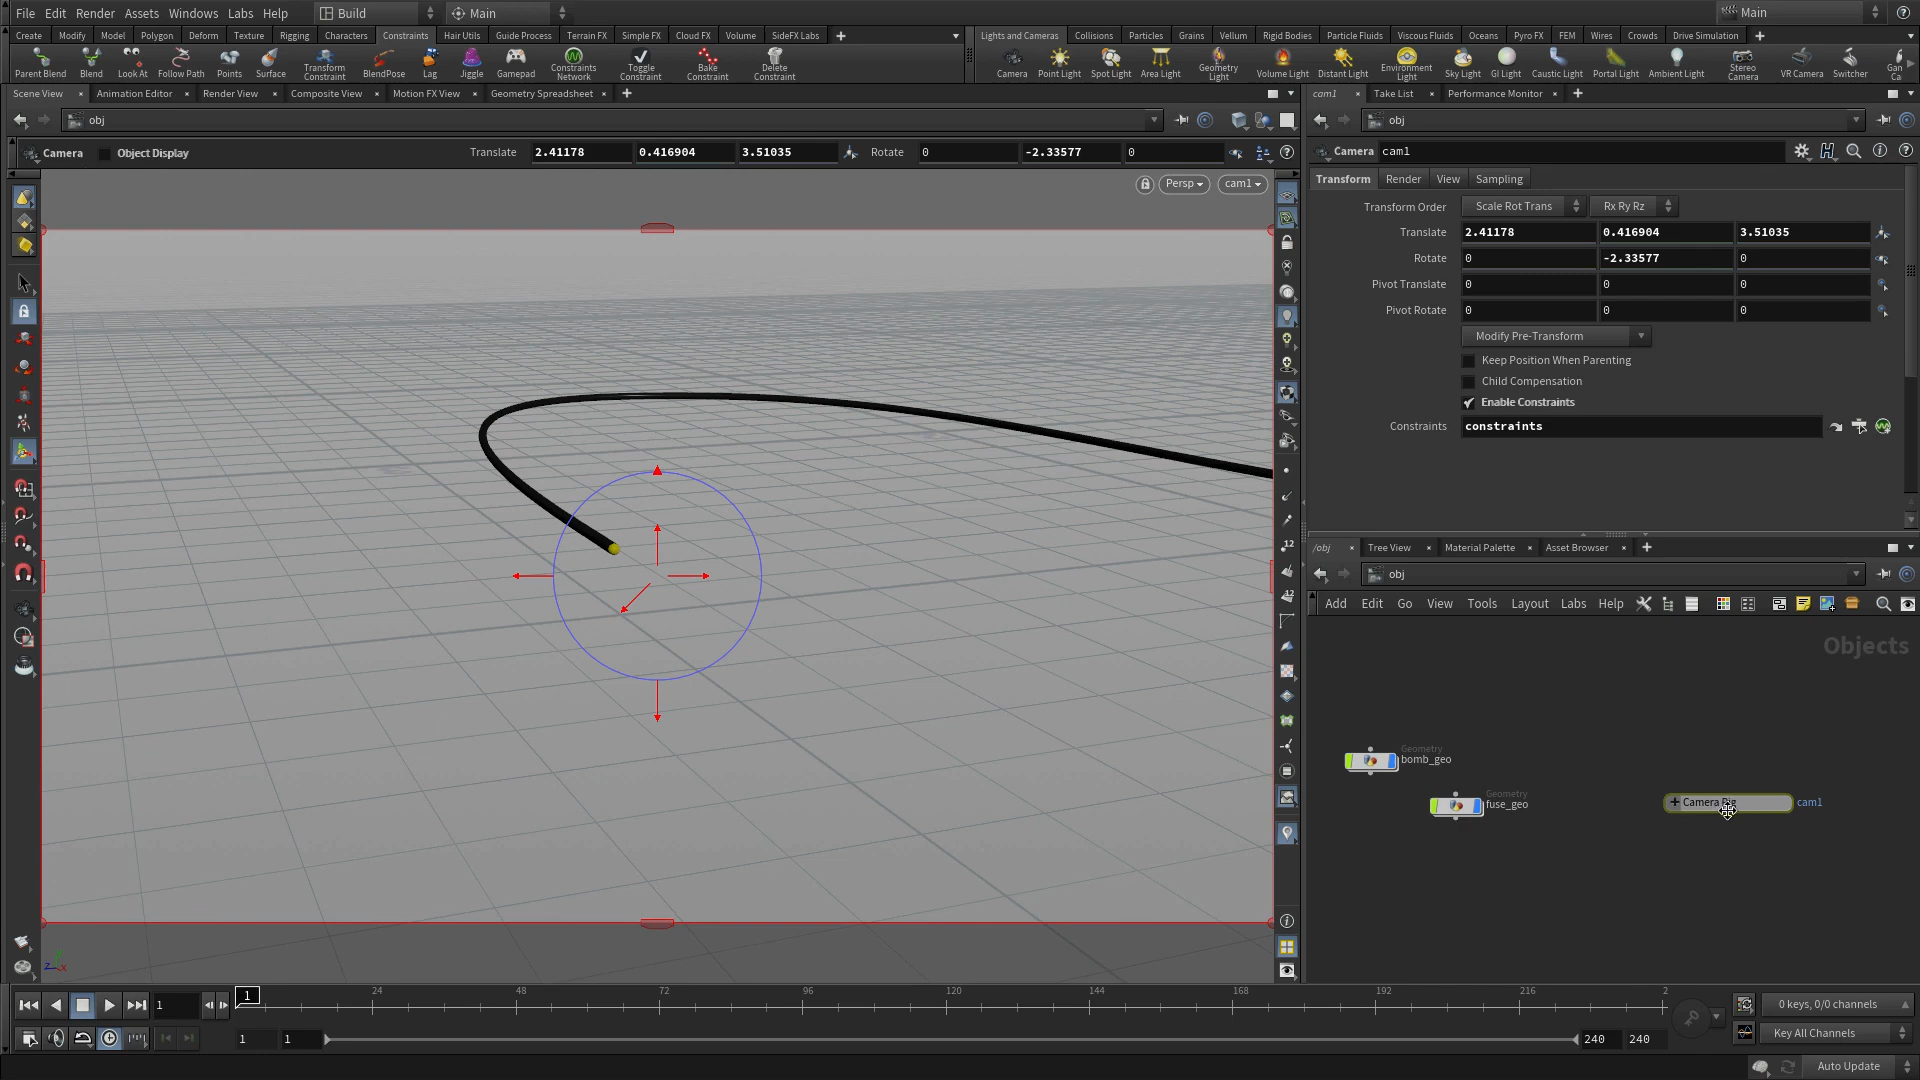 File Edit Render Assets Windows Labs Help Build Main Main
Create Modify Model Polygon Deform Texture Rigging Characters Constraints Hair Utils Guide Process Terrain FX Simple FX Cloud FX Volume SideFX Labs
Lights and Cameras Collisions Particles Grains Vellum Rigid Bodies Particle Fluids Viscous Fluids Oceans Pyro FX FEM Wires Crowds Drive Simulation
Parent Blend Blend Look At Follow Path Points Surface Transform Constraint BlendPose Lag Jiggle Gamepad Constraints Network Toggle Constraint Bake Constraint Delete Constraint
Camera Point Light Spot Light Area Light Geometry Light Volume Light Distant Light Environment Light Sky Light GI Light Caustic Light Portal Light Ambient Light Stereo Camera VR Camera Switcher Gan Ca
Scene View Animation Editor Render View Composite View Motion FX View Geometry Spreadsheet
cam1 Take List Performance Monitor
obj
obj
Camera Object Display Translate 2.41178 0.416904 3.51035 Rotate 0 -2.33577 0
Camera cam1
Persp cam1
Transform Render View Sampling
Transform Order Scale Rot Trans Rx Ry Rz
Translate 2.41178 0.416904 3.51035
Rotate 0 -2.33577 0
Pivot Translate 0 0 0
Pivot Rotate 0 0 0
Modify Pre-Transform
Keep Position When Parenting
Child Compensation
Enable Constraints
Constraints constraints
/obj Tree View Material Palette Asset Browser
obj
Add Edit Go View Tools Layout Labs Help
Objects
Geometry
bomb_geo
Geometry
fuse_geo
Camera
cam1
12
12
z x
1 1 24 48 72 96 120 144 168 192 216 2
0 keys, 0/0 channels
1 1 240 240
Key All Channels
Auto Update